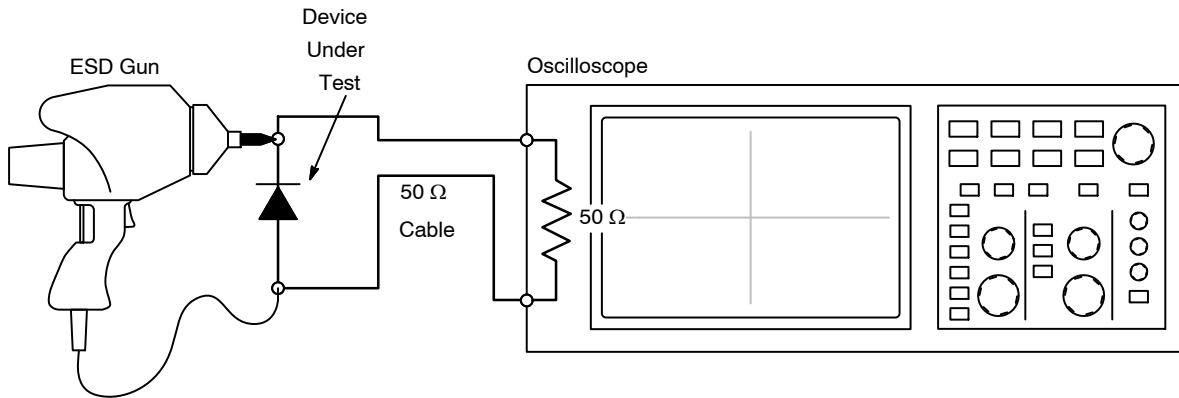 Device
Under
Test
ESD Gun
Oscilloscope
50 Ω
Cable
50 Ω